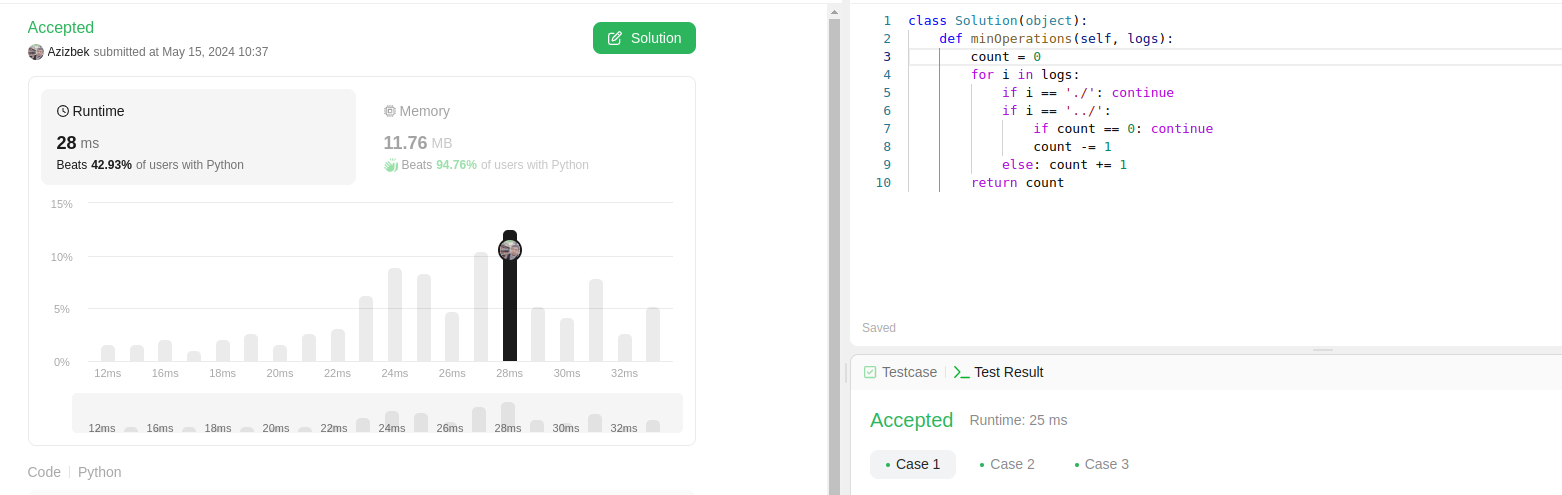 Accepted
Azizbek submitted at May 15, 2024 10:37
Solution
Runtime
28 ms
Beats 42.93% of users with Python
Memory
11.76 MB
Beats 94.76% of users with Python
15%
10%
5%
0%
12ms 16ms 18ms 20ms 22ms 24ms 26ms 28ms 30ms 32ms
12ms 16ms 18ms 20ms 22ms 24ms 26ms 28ms 30ms 32ms
Code Python
1 class Solution(object):
2     def minOperations(self, logs):
3         count = 0
4         for i in logs:
5             if i == './': continue
6             if i == '../':
7                 if count == 0: continue
8                 count -= 1
9             else: count += 1
10         return count
Saved
Testcase Test Result
Accepted Runtime: 25 ms
Case 1 Case 2 Case 3